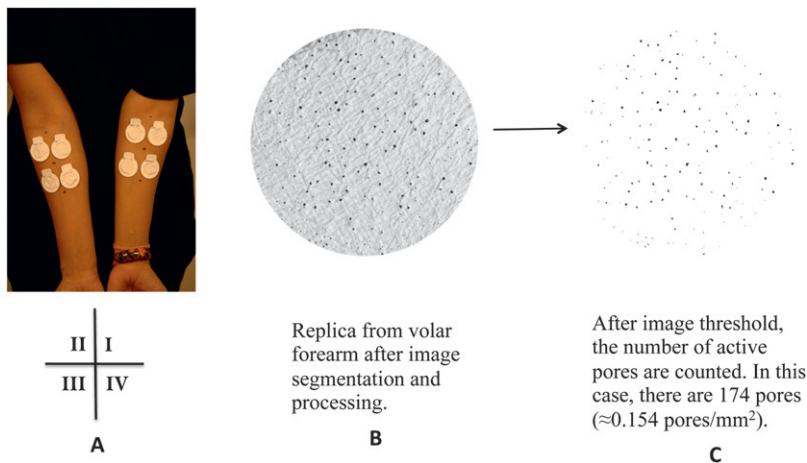 II I
III IV
A
Replica from volar
forearm after image
segmentation and
processing.
B
After image threshold,
the number of active
pores are counted. In this
case, there are 174 pores
(≈0.154 pores/mm²).
C